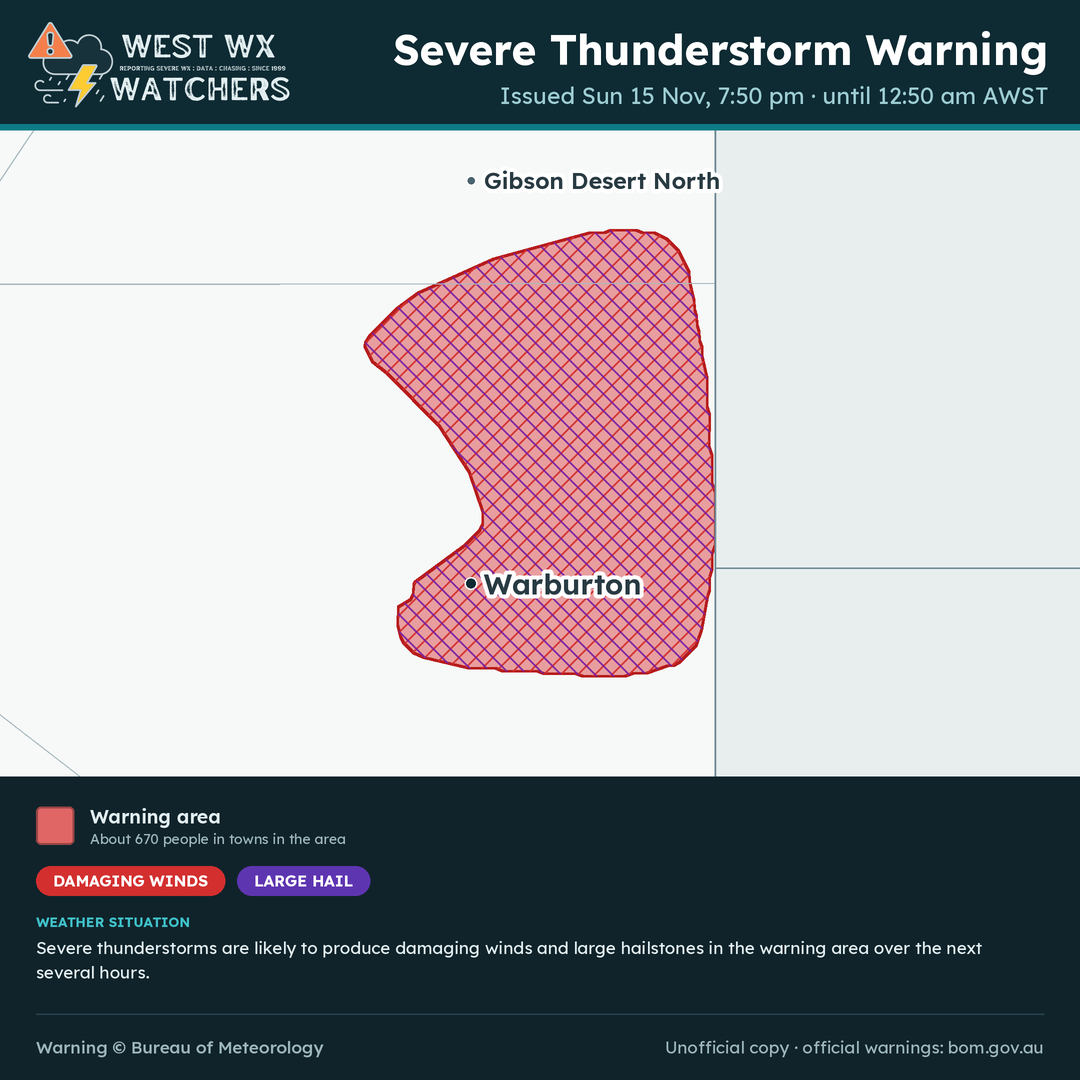 WEST WX
REPORTING SEVERE WX : DATA : CHASING : SINCE 1999
WATCHERS
Severe Thunderstorm Warning
Issued Sun 15 Nov, 7:50 pm · until 12:50 am AWST
Gibson Desert North
Warburton
Warning area
About 670 people in towns in the area
DAMAGING WINDS
LARGE HAIL
WEATHER SITUATION
Severe thunderstorms are likely to produce damaging winds and large hailstones in the warning area over the next
several hours.
Warning © Bureau of Meteorology
Unofficial copy · official warnings: bom.gov.au